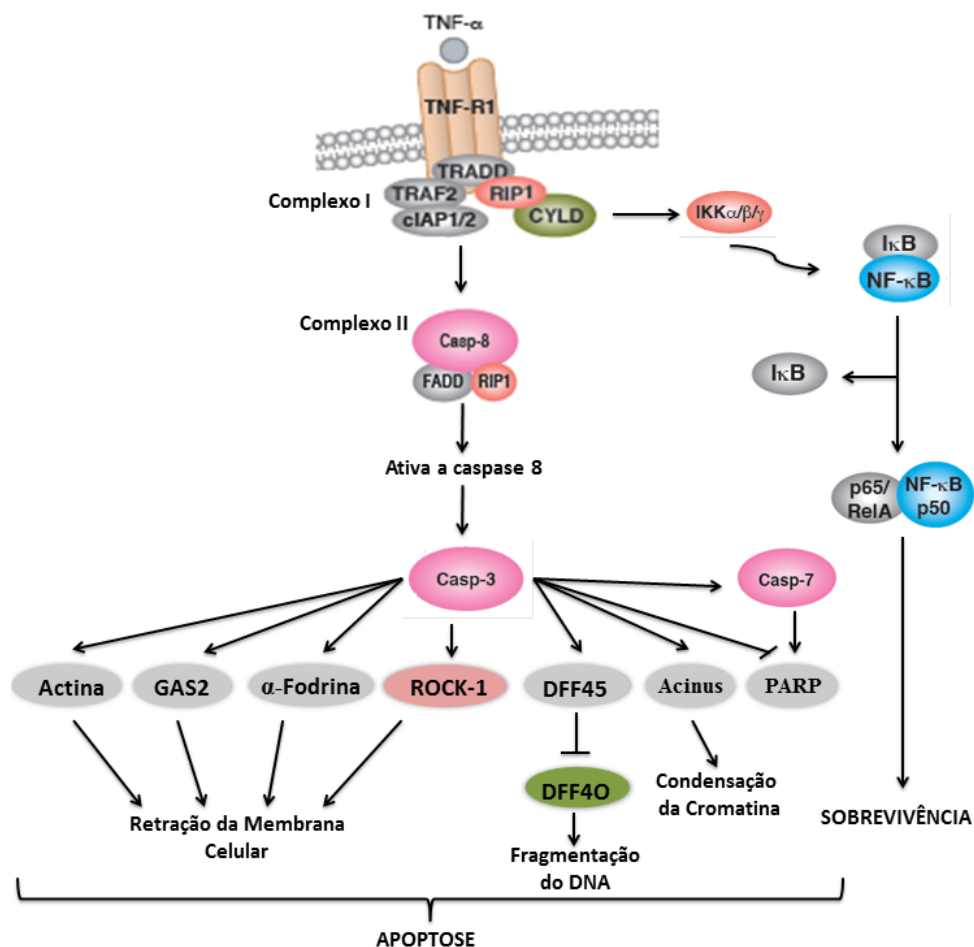 TNF-α
TNF-R1
TRADD
TRAF2
RIP1
Complexo I
cIAP1/2
CYLD
IKKα/β/γ
IκB
NF-κB
Complexo II
Casp-8
FADD
RIP1
IκB
Ativa a caspase 8
p65/
RelA
NF-κB
p50
Casp-3
Casp-7
Actina
GAS2
α-Fodrina
ROCK-1
DFF45
Acinus
PARP
DFF4O
Condensação
da Cromatina
Retração da Membrana
Celular
SOBREVIVÊNCIA
Fragmentação
do DNA
APOPTOSE